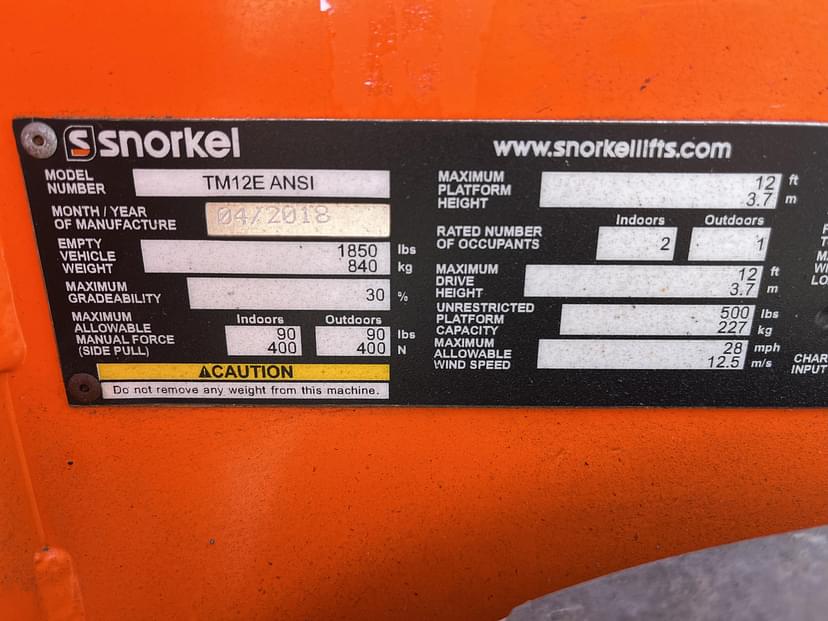 snorkel
www.snorkellifts.com
MODEL
NUMBER
TM12E ANSI
MONTH / YEAR
OF MANUFACTURE
04/2018
EMPTY
VEHICLE
WEIGHT
1850 lbs
840 kg
MAXIMUM
GRADEABILITY
30 %
MAXIMUM
ALLOWABLE
MANUAL FORCE
(SIDE PULL)
Indoors Outdoors
90 90 lbs
400 400 N
CAUTION
Do not remove any weight from this machine.
MAXIMUM
PLATFORM
HEIGHT
12 ft
3.7 m
RATED NUMBER
OF OCCUPANTS
Indoors Outdoors
2 1
MAXIMUM
DRIVE
HEIGHT
12 ft
3.7 m
UNRESTRICTED
PLATFORM
CAPACITY
500 lbs
227 kg
MAXIMUM
ALLOWABLE
WIND SPEED
28 mph
12.5 m/s
INPUT